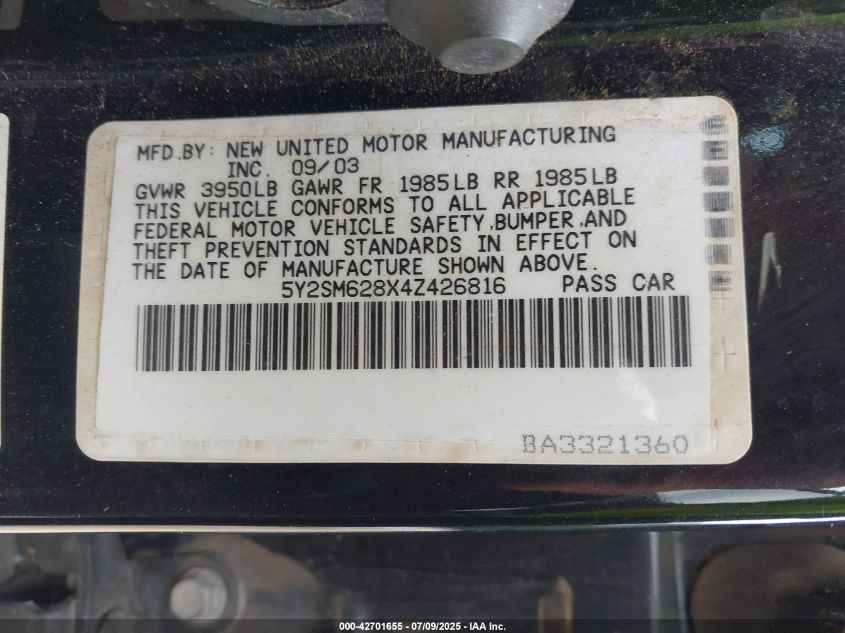 MFD.BY: NEW UNITED MOTOR MANUFACTURING
INC. 09/03
GVWR 3950LB GAWR FR 1985LB RR 1985LB
THIS VEHICLE CONFORMS TO ALL APPLICABLE
FEDERAL MOTOR VEHICLE SAFETY,BUMPER,AND
THEFT PREVENTION STANDARDS IN EFFECT ON
THE DATE OF MANUFACTURE SHOWN ABOVE.
5Y2SM628X4Z426816 PASS CAR
BA3321360
000-42701655 - 07/09/2025 - IAA Inc.